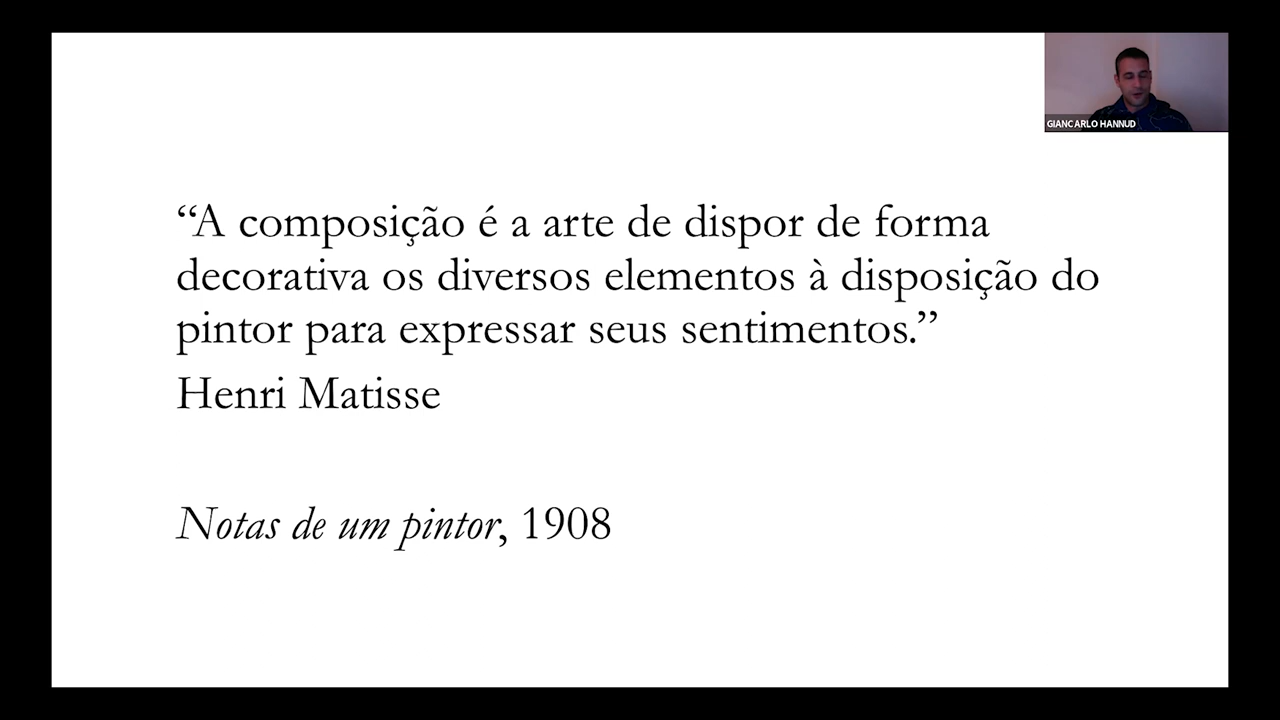 GIANCARLO HANNUD
“A composição é a arte de dispor de forma
decorativa os diversos elementos à disposição do
pintor para expressar seus sentimentos.”
Henri Matisse
Notas de um pintor, 1908